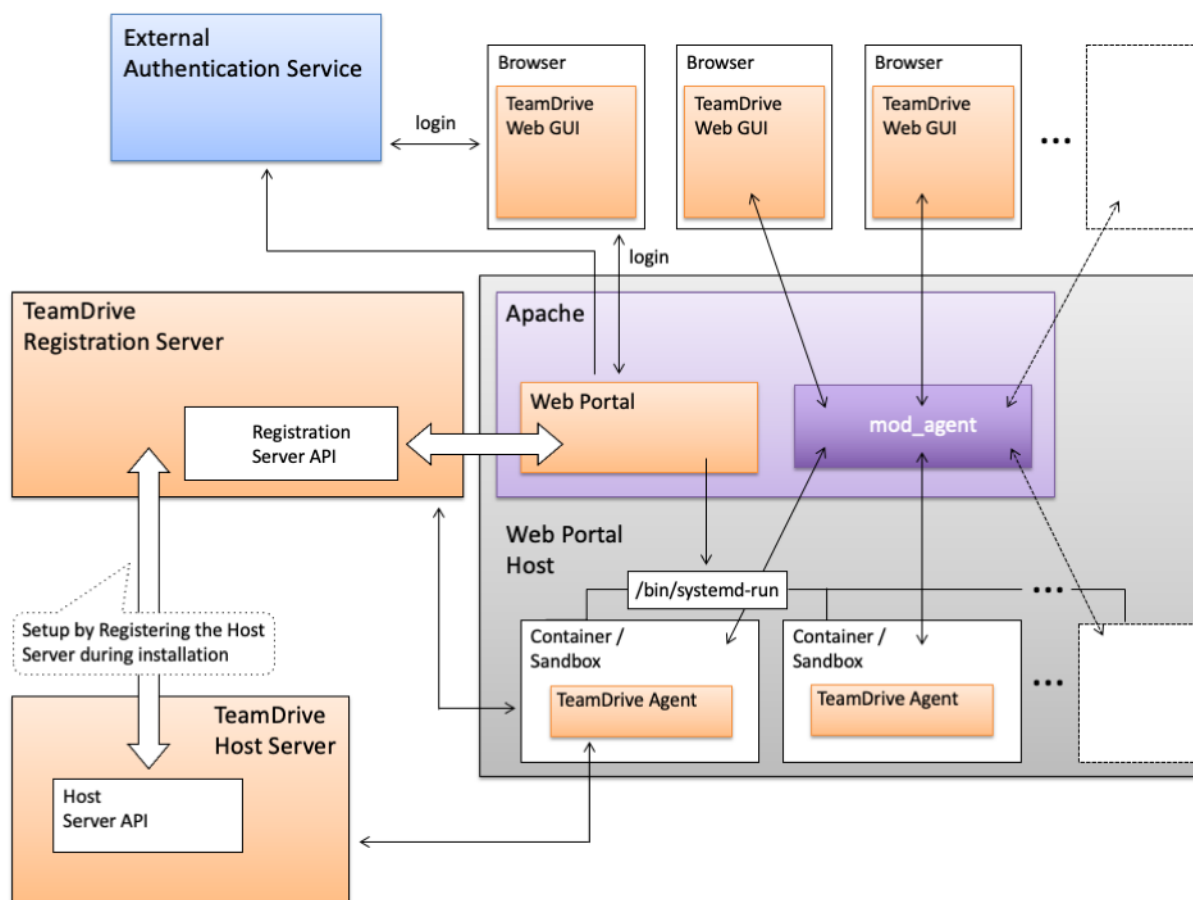 External
Authentication Service
login
Browser
TeamDrive
Web GUI
Browser
TeamDrive
Web GUI
Browser
TeamDrive
Web GUI
...
login
TeamDrive
Registration Server
Registration
Server API
Apache
Web Portal
mod_agent
Web Portal
Host
/bin/systemd-run
...
Setup by Registering the Host
Server during installation
Container /
Sandbox
TeamDrive Agent
Container /
Sandbox
TeamDrive Agent
...
TeamDrive
Host Server
Host
Server API